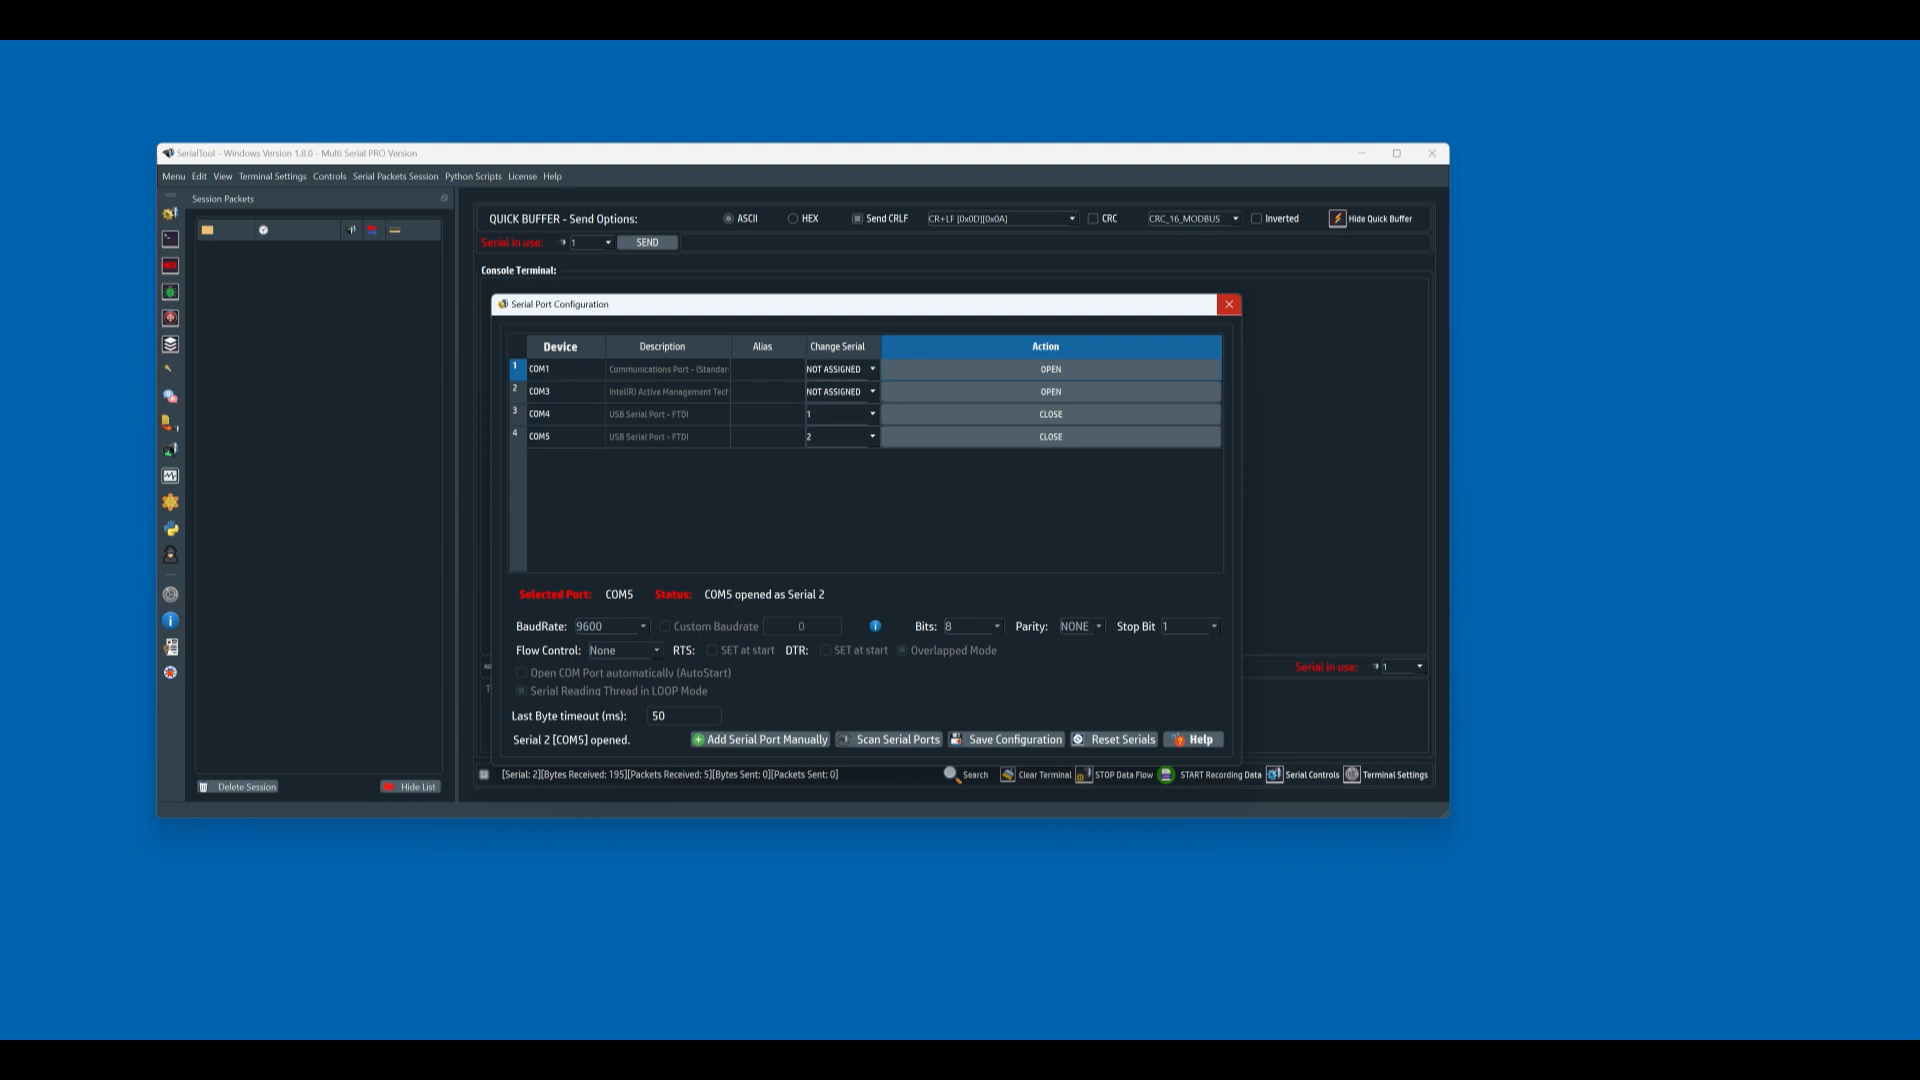 SerialTool - Windows Version 1.8.0 - Multi Serial PRO Version
Menu Edit View Terminal Settings Controls Serial Packets Session Python Scripts License Help
Session Packets
QUICK BUFFER - Send Options: ASCII HEX Send CRLF CR+LF [0x0D][0x0A] CRC CRC_16_MODBUS Inverted Hide Quick Buffer
Serial in use: 1 SEND
Console Terminal:
Serial Port Configuration
Device Description Alias Change Serial Action
1 COM1 Communications Port - (Standar NOT ASSIGNED OPEN
2 COM3 Intel(R) Active Management Tecl NOT ASSIGNED OPEN
3 COM4 USB Serial Port - FTDI 1 CLOSE
4 COM5 USB Serial Port - FTDI 2 CLOSE
Selected Port: COM5 Status: COM5 opened as Serial 2
BaudRate: 9600 Custom Baudrate 0 Bits: 8 Parity: NONE Stop Bit 1
Flow Control: None RTS: SET at start DTR: SET at start Overlapped Mode
Serial in use: 1
Open COM Port automatically (AutoStart)
Serial Reading Thread in LOOP Mode
Last Byte timeout (ms): 50
Serial 2 [COM5] opened. Add Serial Port Manually Scan Serial Ports Save Configuration Reset Serials Help
[Serial: 2][Bytes Received: 195][Packets Received: 5][Bytes Sent: 0][Packets Sent: 0] Search Clear Terminal STOP Data Flow START Recording Data Serial Controls Terminal Settings
Delete Session Hide List